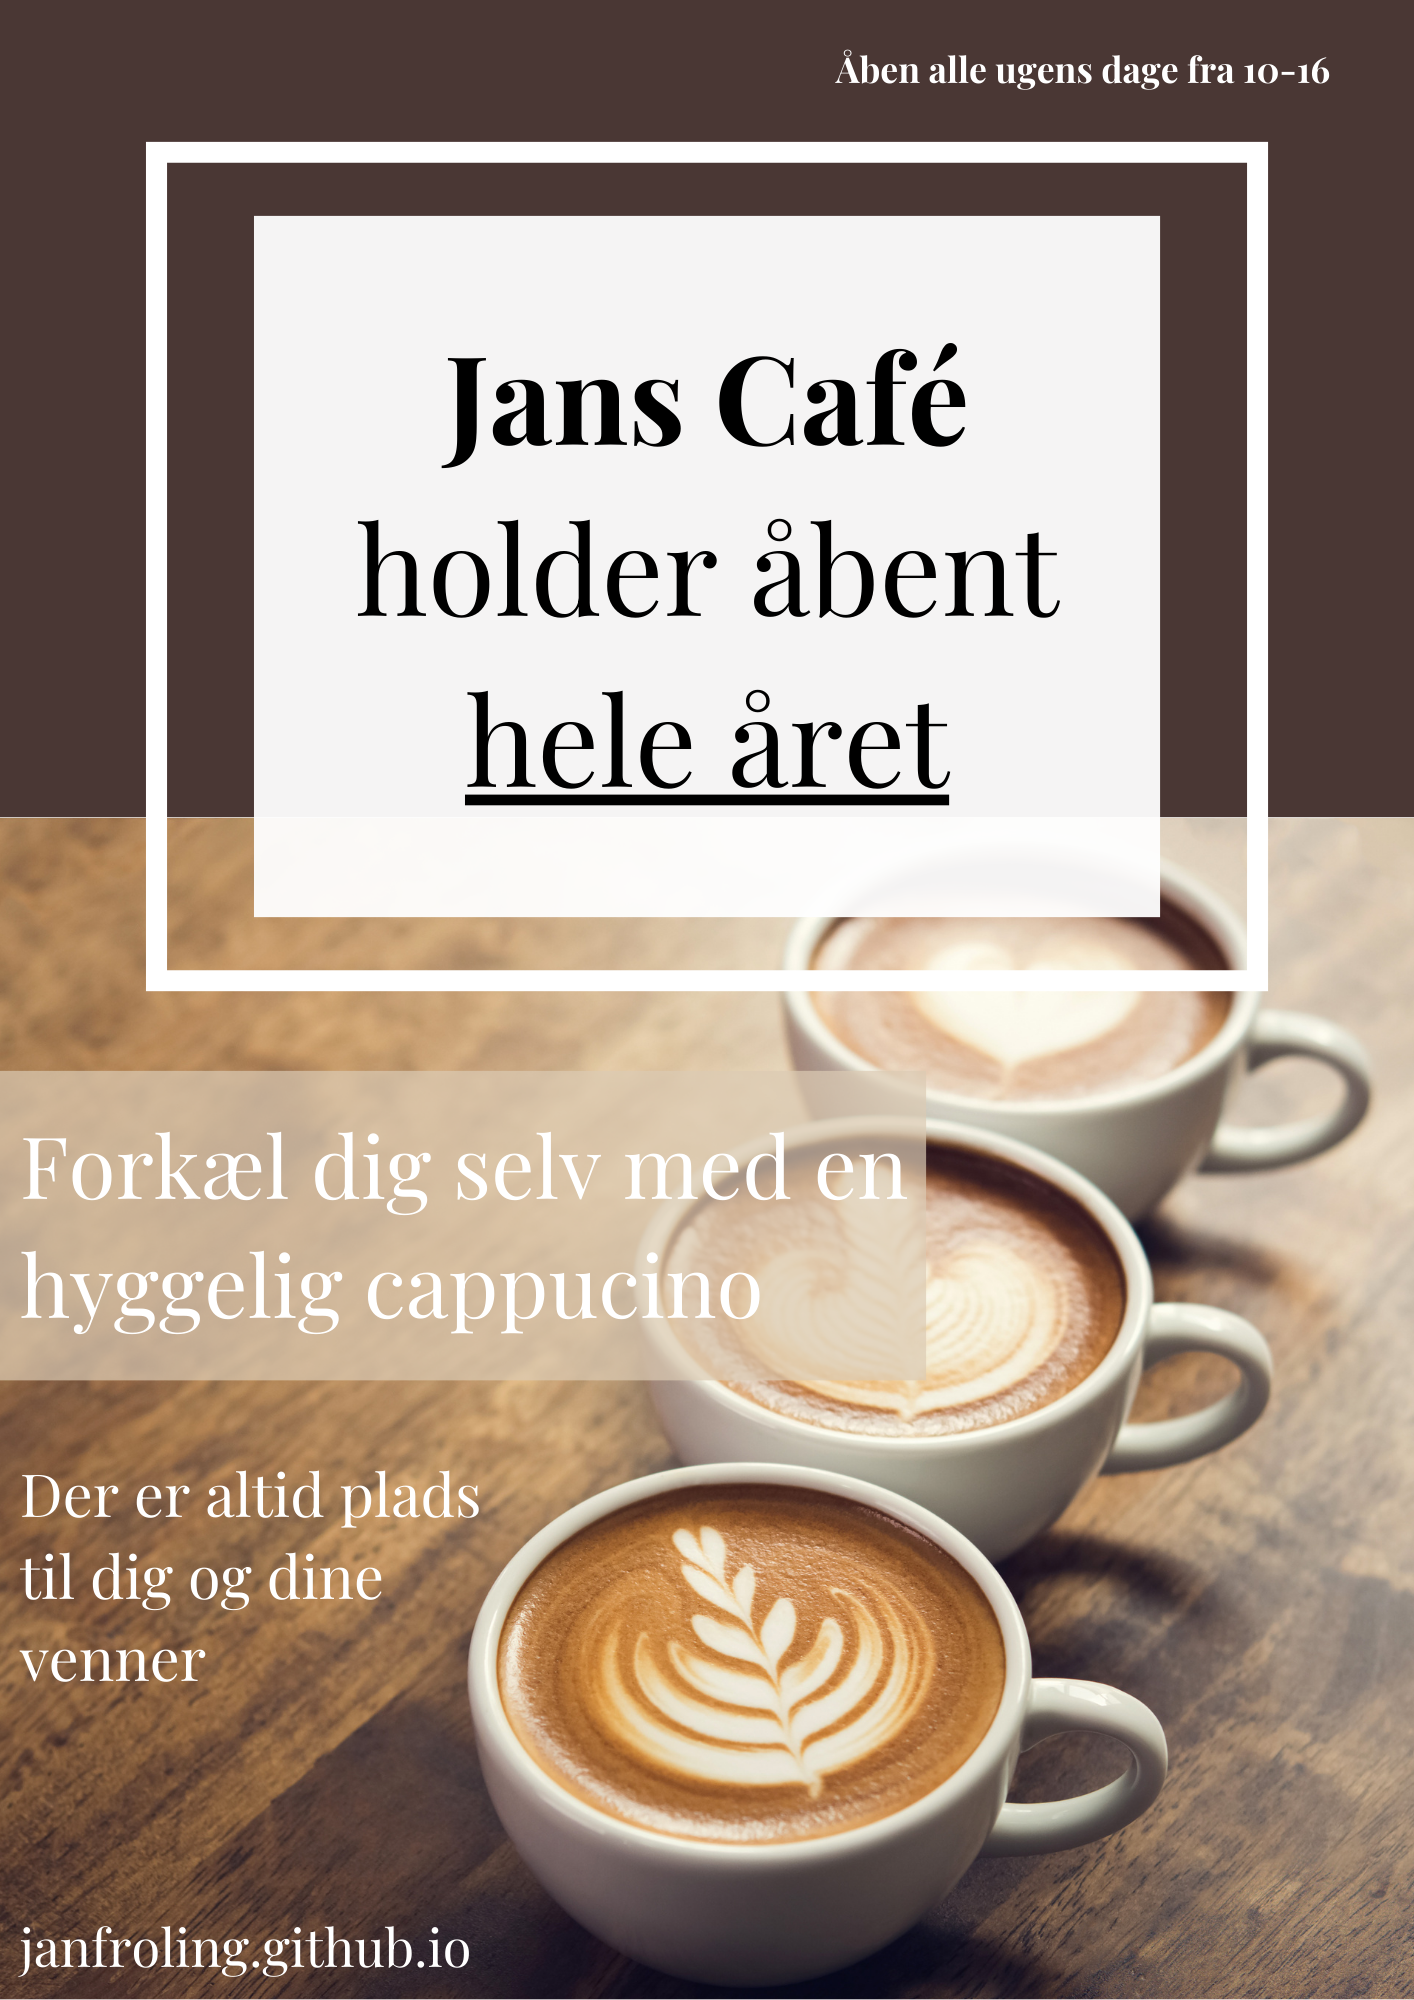 Åben alle ugens dage fra 10-16
Jans Café
holder åbent
hele året
Forkæl dig selv med en
hyggelig cappucino
Der er altid plads
til dig og dine
venner
janfroling.github.io